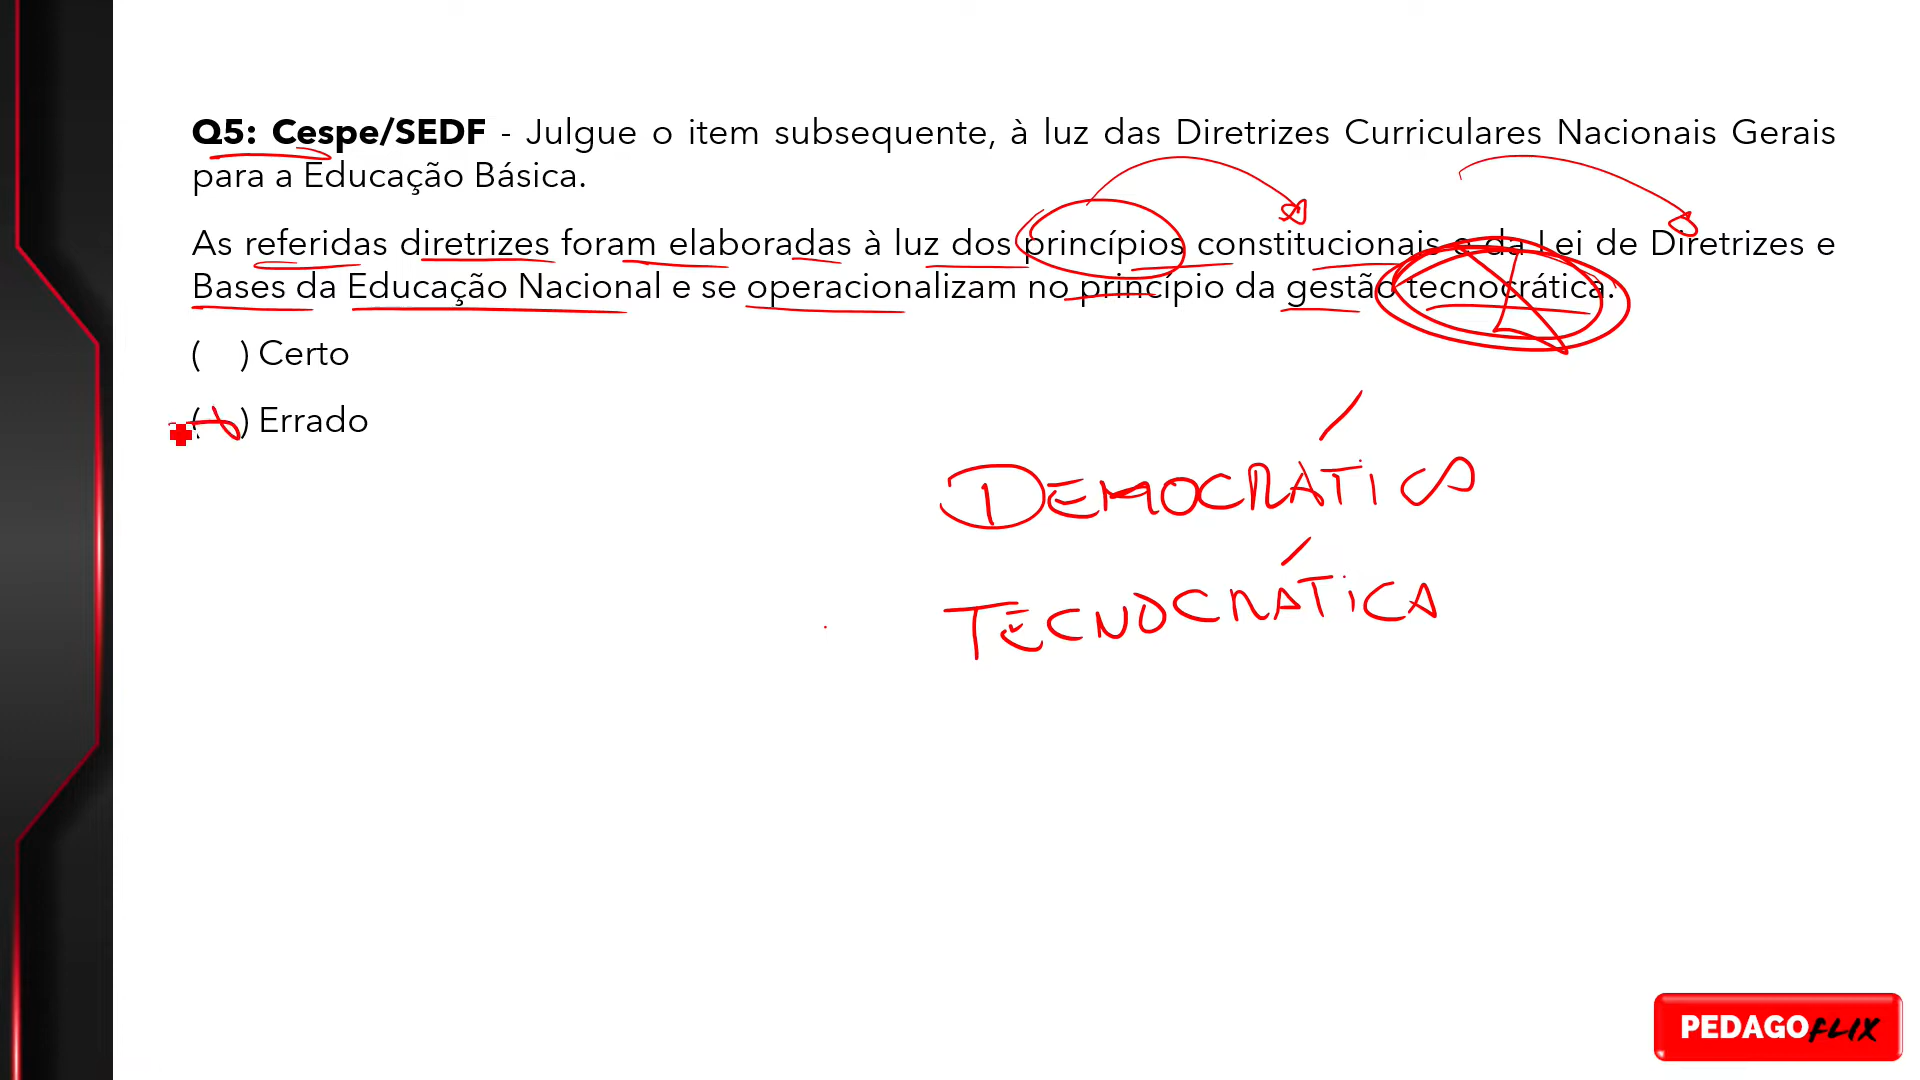 Q5: Cespe/SEDF - Julgue o item subsequente, à luz das Diretrizes Curriculares Nacionais Gerais
para a Educação Básica.
As referidas diretrizes foram elaboradas à luz dos princípios constitucionais e da Lei de Diretrizes e
Bases da Educação Nacional e se operacionalizam no princípio da gestão tecnocrática.
( ) Certo
( ) Errado
DEMOCRÁTICO
TECNOCRÁTICA
PEDAGOFLIX